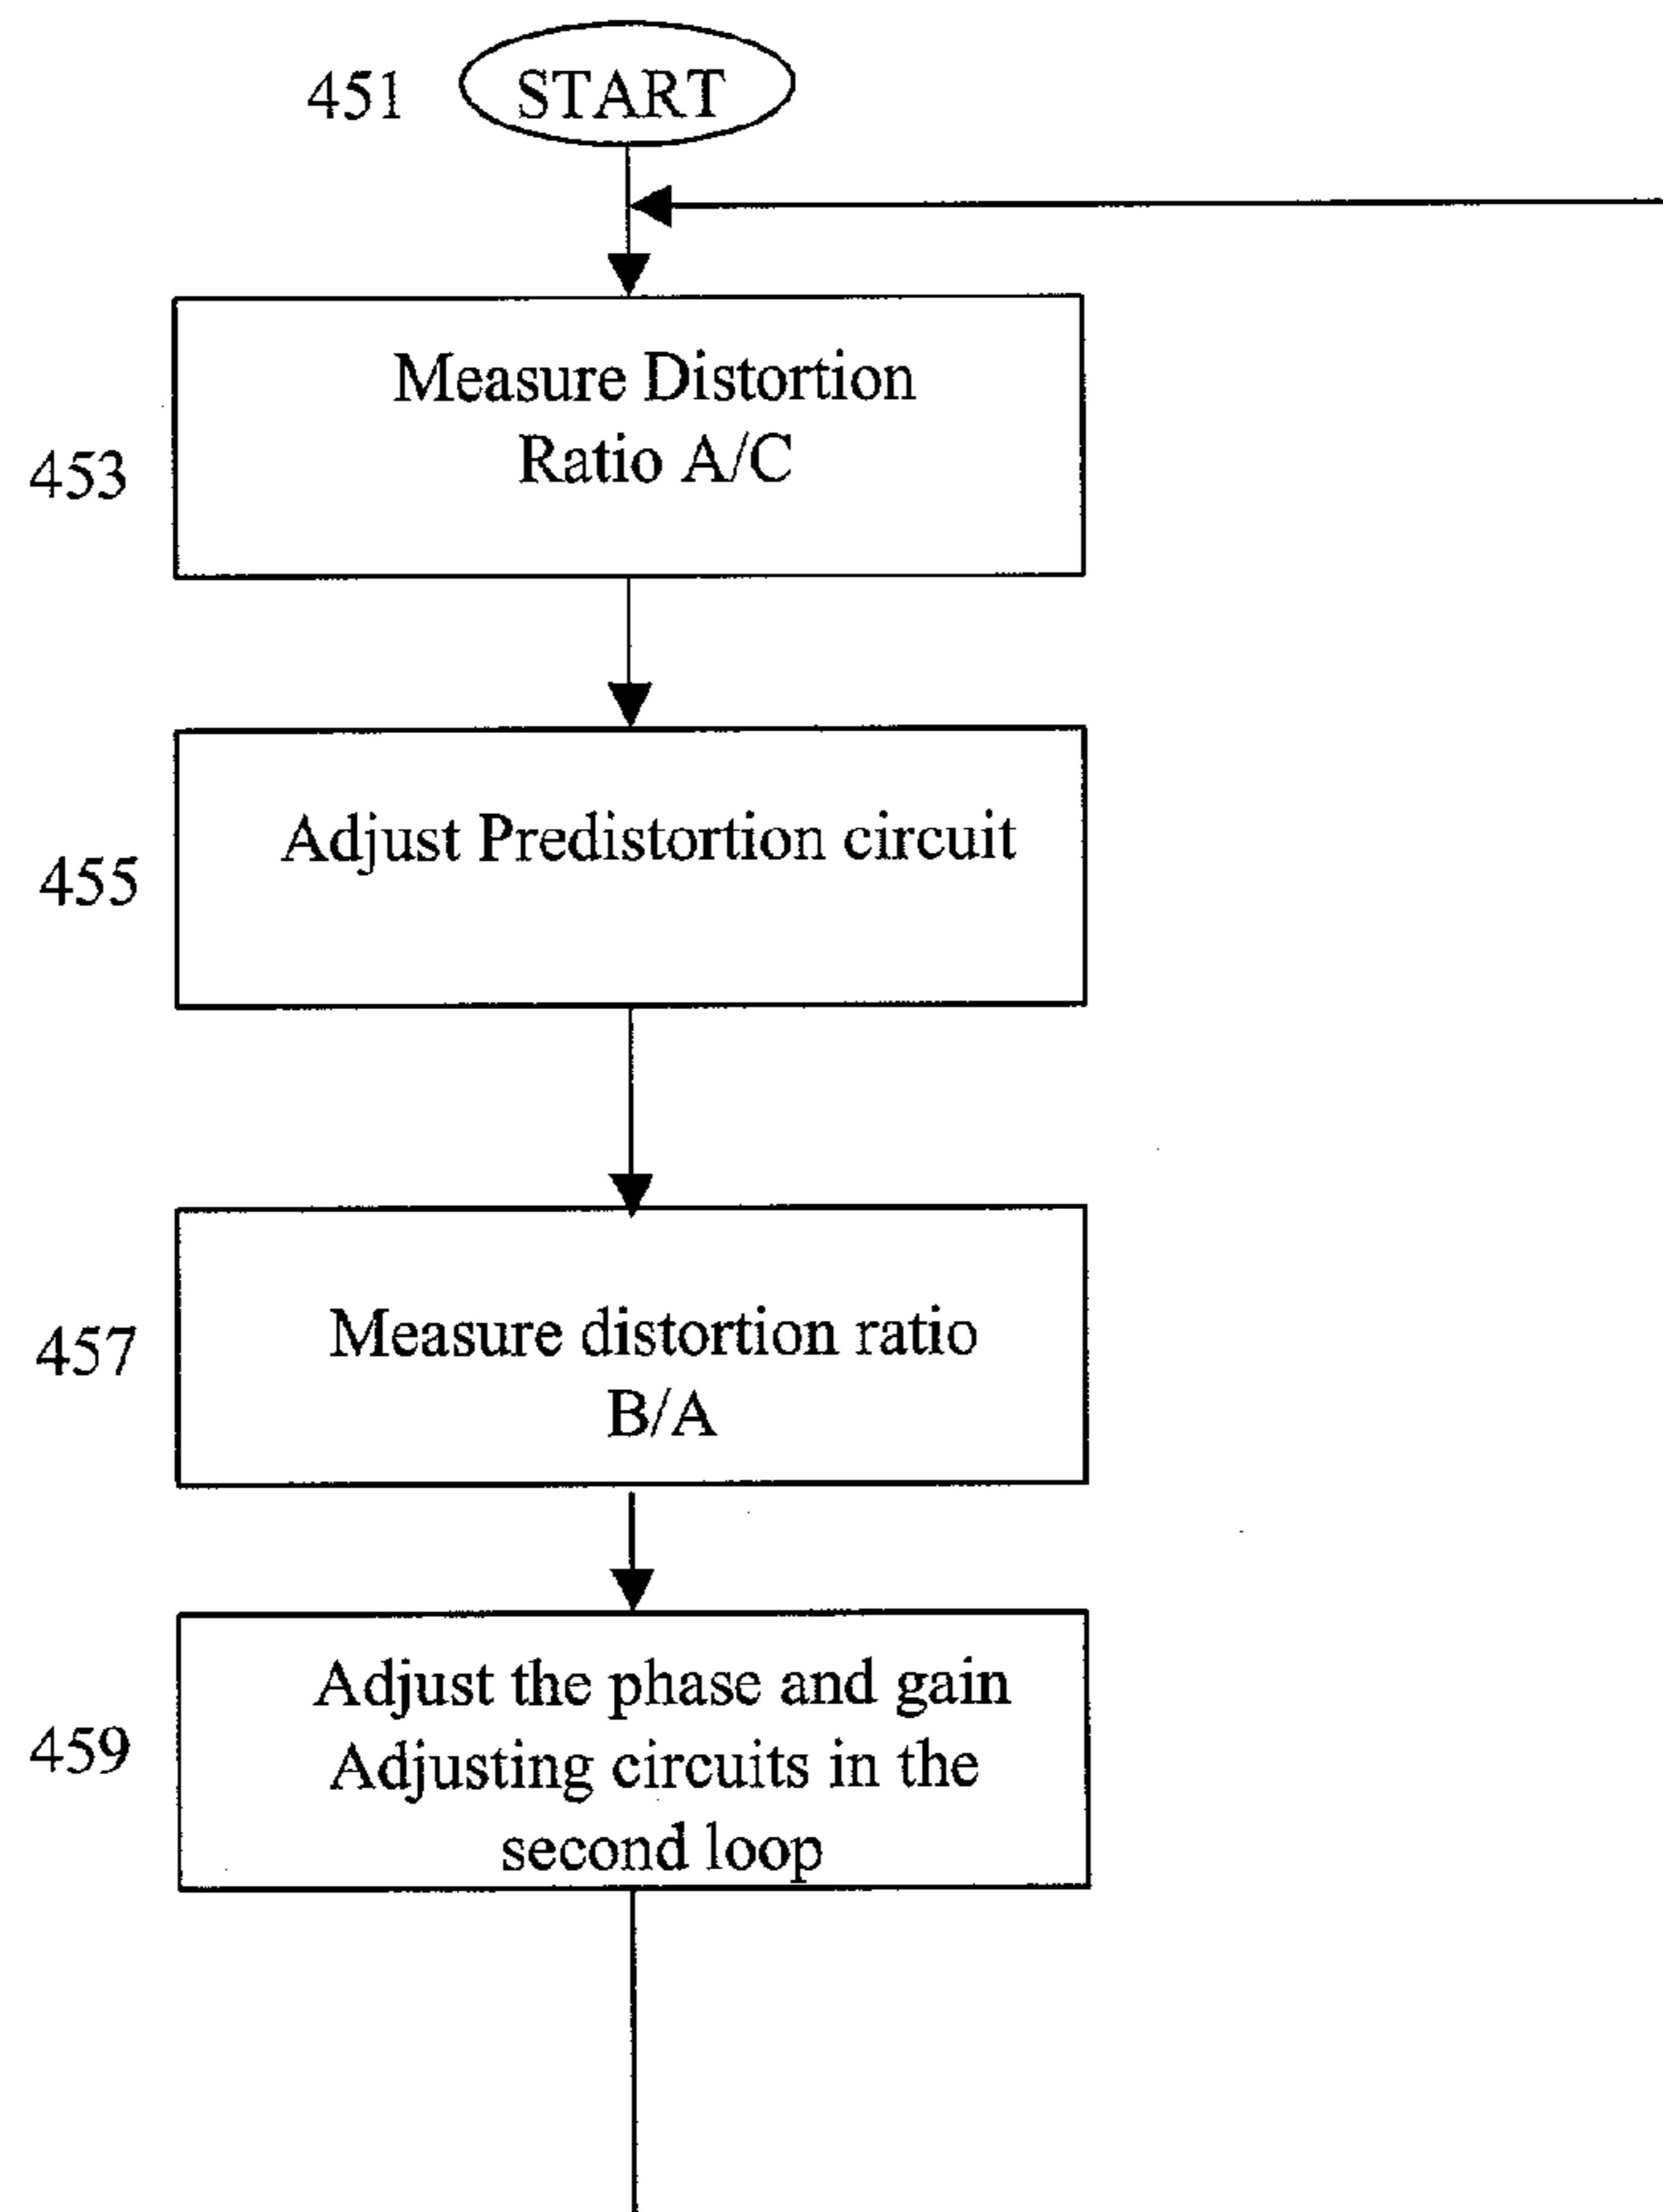 451
START
Measure Distortion
Ratio A/C
453
Adjust Predistortion circuit
455
Measure distortion ratio
B/A
457
Adjust the phase and gain
Adjusting circuits in the
second loop
459